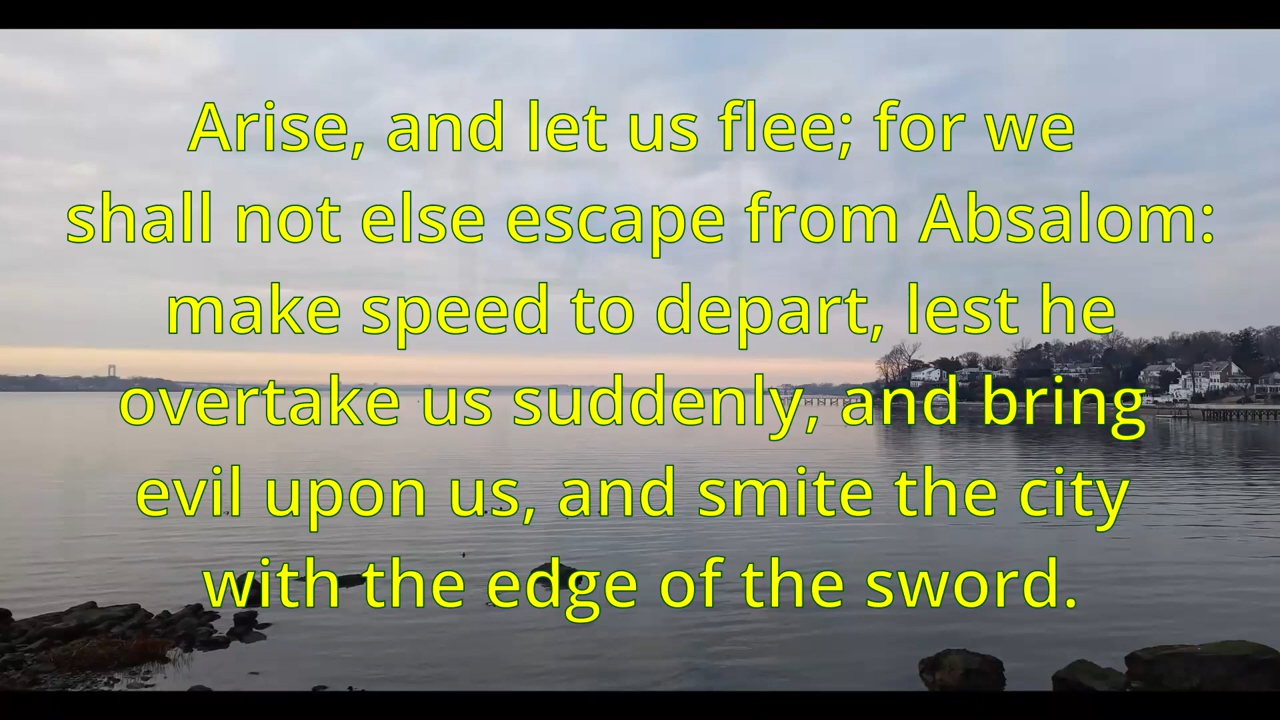 Arise, and let us flee; for we
shall not else escape from Absalom:
make speed to depart, lest he
overtake us suddenly, and bring
evil upon us, and smite the city
with the edge of the sword.